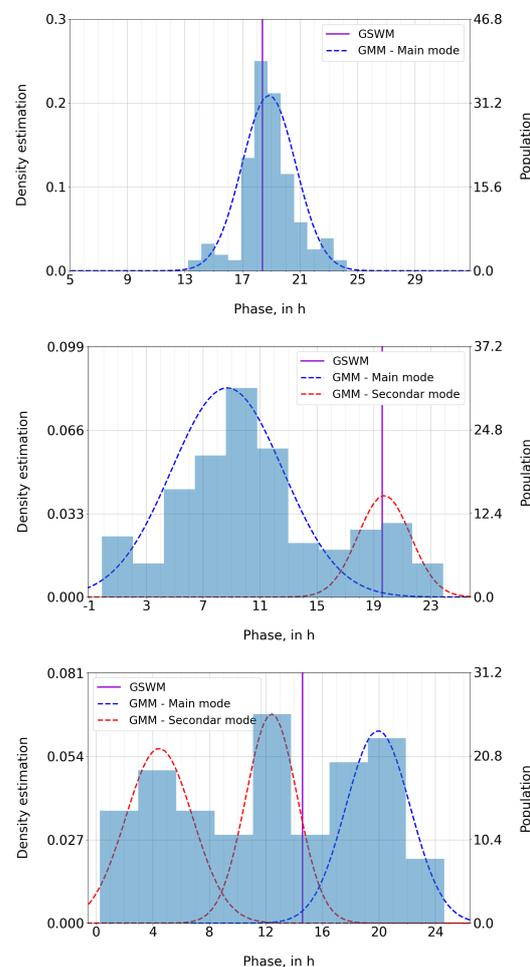 0.3
0.2
0.1
0.0
46.8
31.2
15.6
0.0
GSWM
GMM - Main mode
Density estimation
Population
5 9 13 17 21 25 29
Phase, in h
0.099
0.066
0.033
0.000
37.2
24.8
12.4
0.0
GSWM
GMM - Main mode
GMM - Secondar mode
Density estimation
Population
-1 3 7 11 15 19 23
Phase, in h
0.081
0.054
0.027
0.000
31.2
20.8
10.4
0.0
GSWM
GMM - Main mode
GMM - Secondar mode
Density estimation
Population
0 4 8 12 16 20 24
Phase, in h